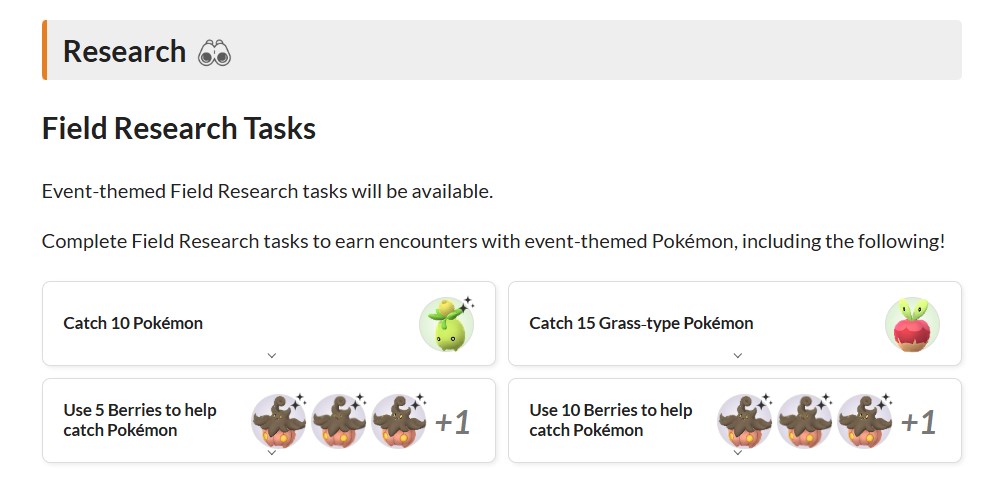 Research
Field Research Tasks
Event-themed Field Research tasks will be available.
Complete Field Research tasks to earn encounters with event-themed Pokémon, including the following!
Catch 10 Pokémon
Catch 15 Grass-type Pokémon
Use 5 Berries to help
catch Pokémon
+1
Use 10 Berries to help
catch Pokémon
+1